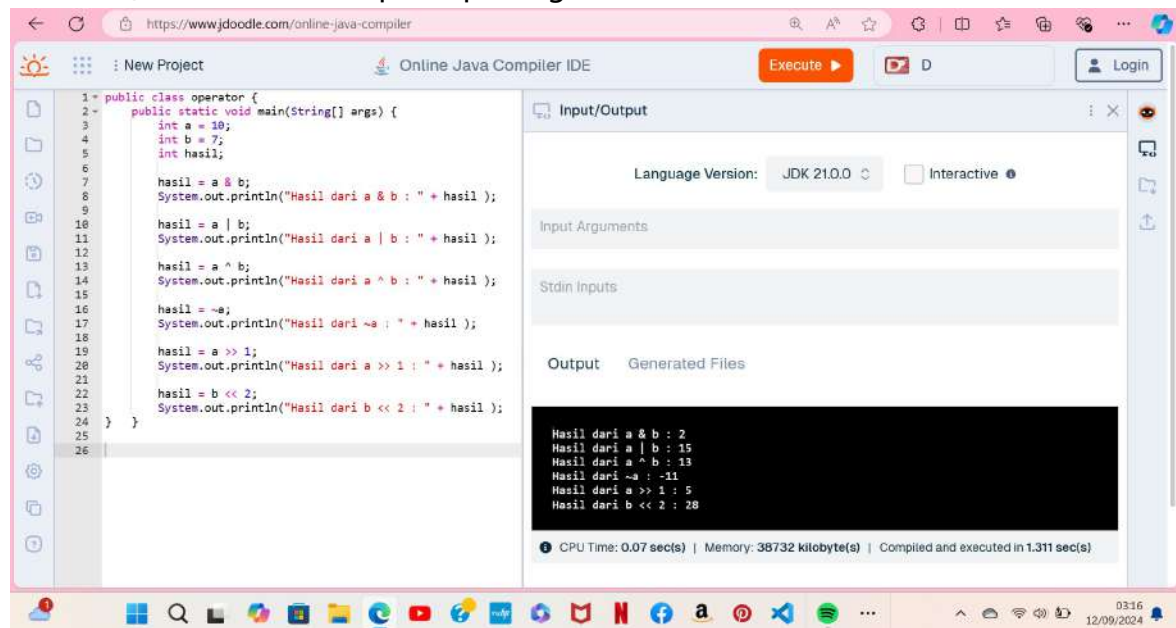 https://www.jdoodle.com/online-java-compiler
New Project
Online Java Compiler IDE
Execute
D
Login
1 public class operator {
2 public static void main(String[] args) {
3 int a = 10;
4 int b = 7;
5 int hasil;
6
7 hasil = a & b;
8 System.out.println("Hasil dari a & b : " + hasil );
9
10 hasil = a | b;
11 System.out.println("Hasil dari a | b : " + hasil );
12
13 hasil = a ^ b;
14 System.out.println("Hasil dari a ^ b : " + hasil );
15
16 hasil = ~a;
17 System.out.println("Hasil dari ~a : " + hasil );
18
19 hasil = a >> 1;
20 System.out.println("Hasil dari a >> 1 : " + hasil );
21
22 hasil = b << 2;
23 System.out.println("Hasil dari b << 2 : " + hasil );
24 } }
25
26
Input/Output
Language Version: JDK 21.0.0 Interactive
Input Arguments
Stdin Inputs
Output Generated Files
Hasil dari a & b : 2
Hasil dari a | b : 15
Hasil dari a ^ b : 13
Hasil dari ~a : -11
Hasil dari a >> 1 : 5
Hasil dari b << 2 : 28
CPU Time: 0.07 sec(s) | Memory: 38732 kilobyte(s) | Compiled and executed in 1.311 sec(s)
03:16
12/09/2024